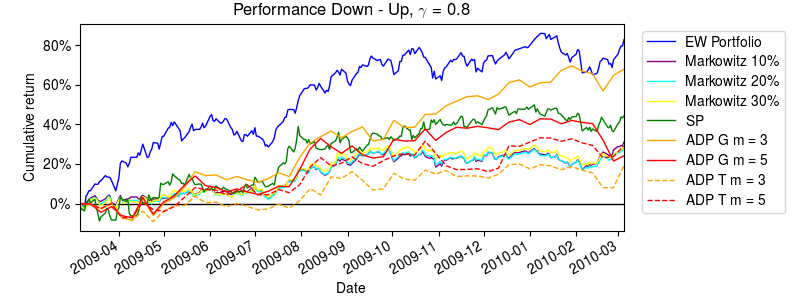 Performance Down - Up, γ = 0.8
Cumulative return
80%
60%
40%
20%
0%
2009-04
2009-05
2009-06
2009-07
2009-08
2009-09
2009-10
2009-11
2009-12
2010-01
2010-02
2010-03
Date
EW Portfolio
Markowitz 10%
Markowitz 20%
Markowitz 30%
SP
ADP G m = 3
ADP G m = 5
ADP T m = 3
ADP T m = 5